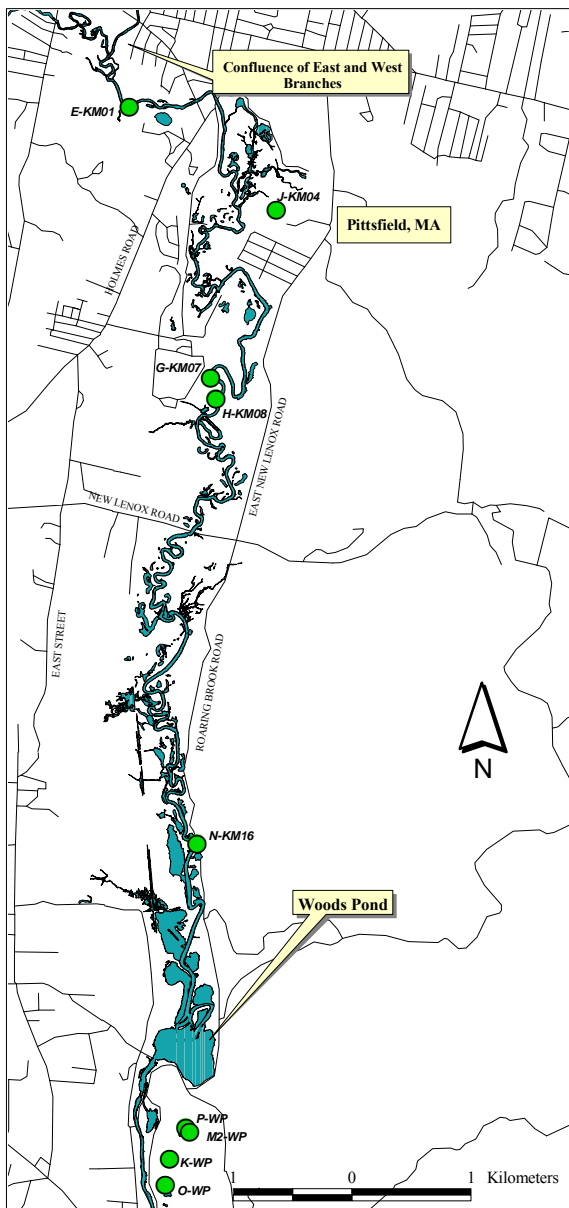 Confluence of East and West
Branches
E-KM01
J-KM04
Pittsfield, MA
HOLMES ROAD
G-KM07
H-KM08
EAST NEW LENOX ROAD
NEW LENOX ROAD
EAST STREET
ROARING BROOK ROAD
N
N-KM16
Woods Pond
P-WP
M2-WP
K-WP
O-WP
1 0 1 Kilometers